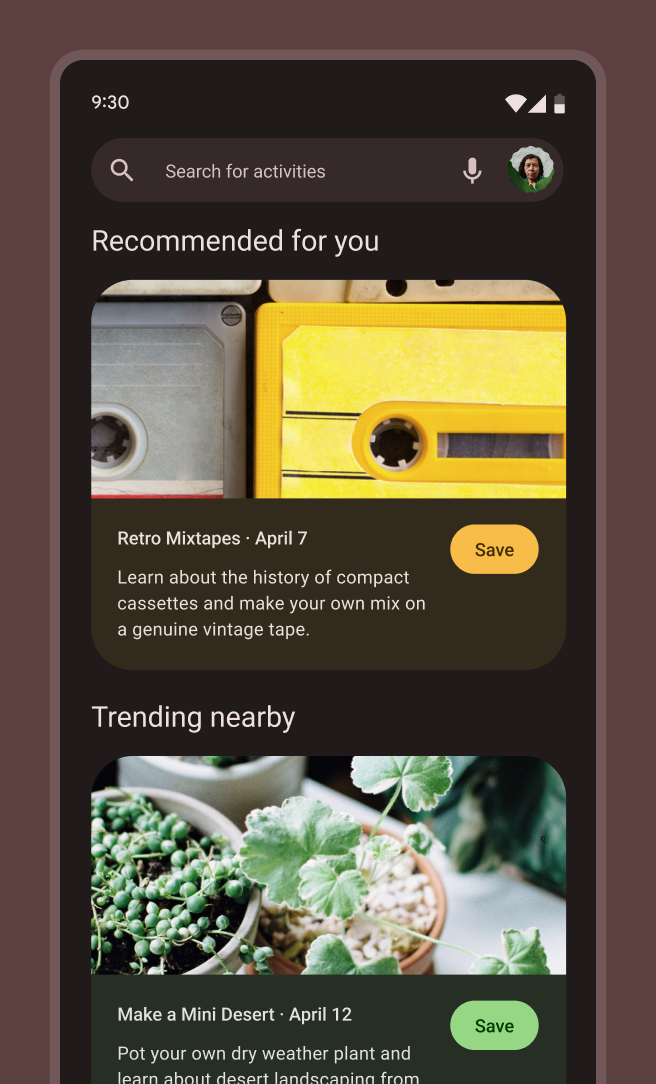 9:30
Search for activities
Recommended for you
Retro Mixtapes · April 7
Save
Learn about the history of compact
cassettes and make your own mix on
a genuine vintage tape.
Trending nearby
Make a Mini Desert · April 12
Save
Pot your own dry weather plant and
learn about desert landscaping from